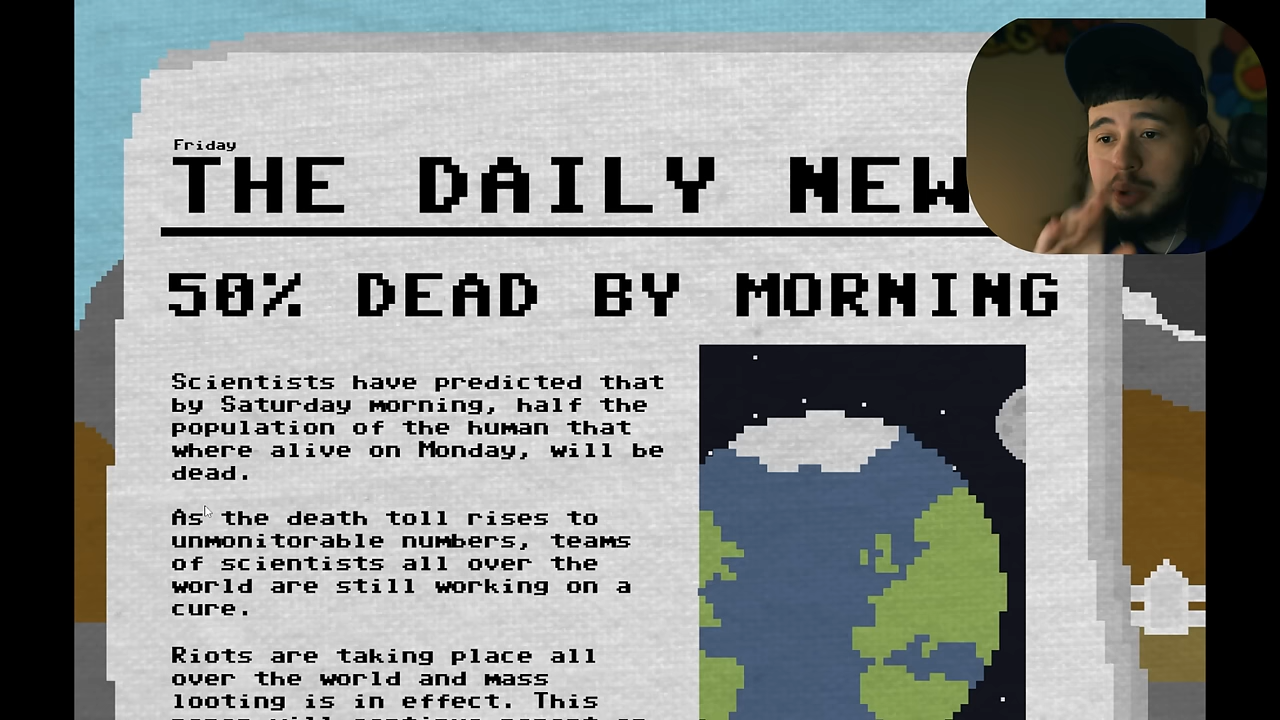 Friday
THE DAILY NEW
50% DEAD BY MORNING
Scientists have predicted that
by Saturday morning, half the
population of the human that
where alive on Monday, will be
dead.
As the death toll rises to
unmonitorable numbers, teams
of scientists all over the
world are still working on a
cure.
Riots are taking place all
over the world and mass
looting is in effect. This